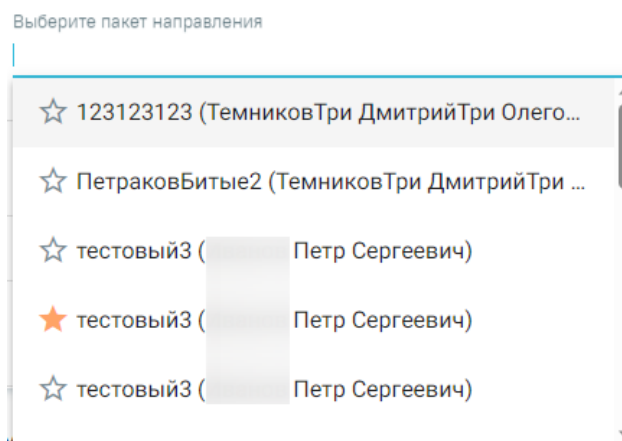 Выберите пакет направления
123123123 (ТемниковТри ДмитрийТри Олего...
ПетраковБитые2 (ТемниковТри ДмитрийТри ...
тестовый3 ( Петр Сергеевич)
тестовый3 ( Петр Сергеевич)
тестовый3 ( Петр Сергеевич)